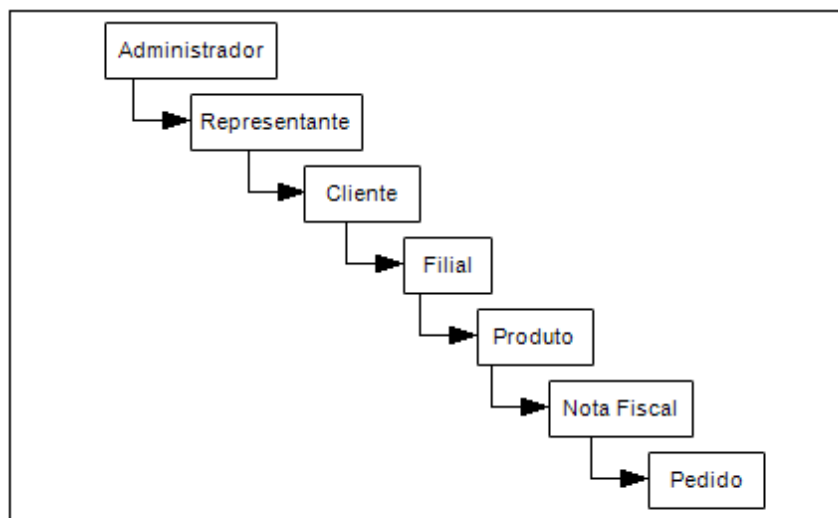 Administrador
Representante
Cliente
Filial
Produto
Nota Fiscal
Pedido